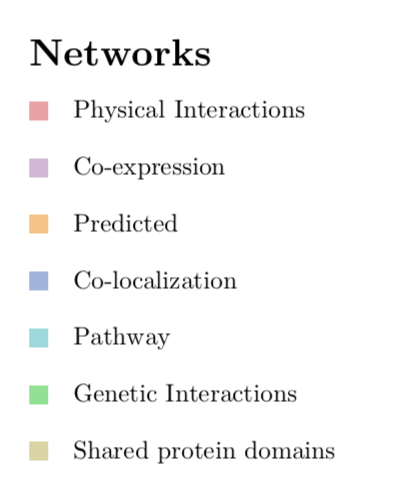 Networks
Physical Interactions
Co-expression
Predicted
Co-localization
Pathway
Genetic Interactions
Shared protein domains